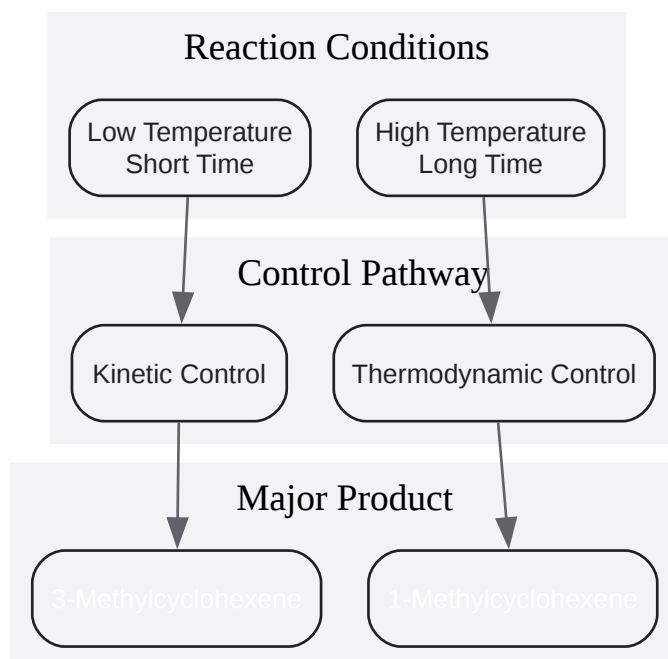 Reaction Conditions
Low Temperature
Short Time
High Temperature
Long Time
Control Pathway
Kinetic Control
Thermodynamic Control
Major Product
3-Methylcyclohexene
1-Methylcyclohexene